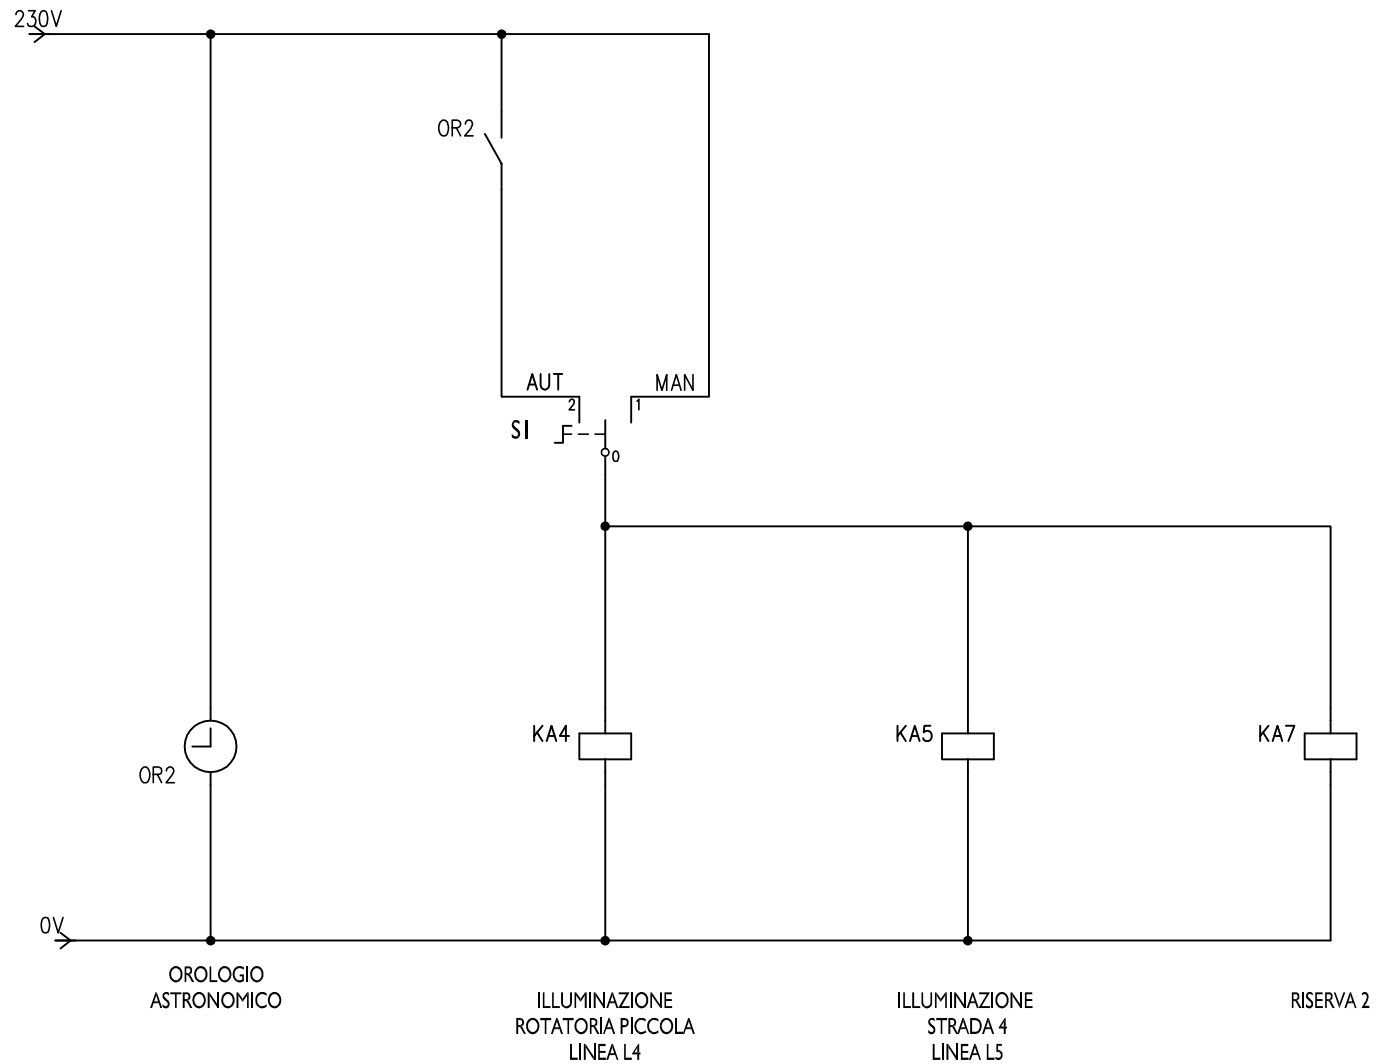 230V
OR2
AUT
MAN
2
1
SI
0
KA4
KA5
KA7
OR2
0V
OROLOGIO
ASTRONOMICO
ILLUMINAZIONE
ROTATORIA PICCOLA
LINEA L4
ILLUMINAZIONE
STRADA 4
LINEA L5
RISERVA 2